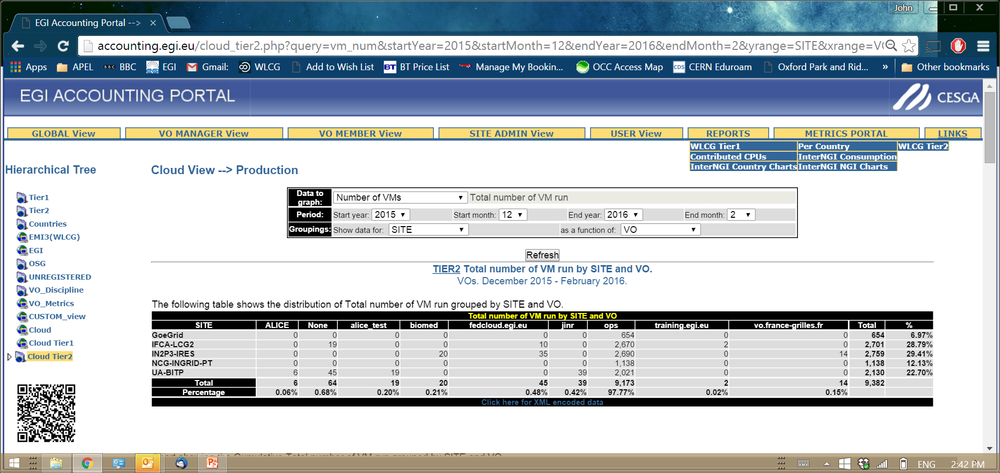 John
EGI Accounting Portal -->
accounting.egi.eu/cloud_tier2.php?query=vm_num&startYear=2015&startMonth=12&endYear=2016&endMonth=2&yrange=SITE&xrange=V
Apps APEL BBC BBC EGI Gmail: WLCG Add to Wish List BT BT Price List Manage My Bookin... OCC Access Map CDS CERN Eduroam Oxford Park and Rid... » Other bookmarks
EGI ACCOUNTING PORTAL
CESGA
GLOBAL View VO MANAGER View VO MEMBER View SITE ADMIN View USER View REPORTS METRICS PORTAL LINKS
WLCG Tier1 Per Country WLCG Tier2
Contributed CPUs InterNGI Consumption
InterNGI Country Charts InterNGI NGI Charts
Hierarchical Tree
Tier1
Tier2
Countries
EMI3(WLCG)
EGI
OSG
UNREGISTERED
VO_Discipline
VO_Metrics
CUSTOM_view
Cloud
Cloud Tier1
Cloud Tier2
Cloud View --> Production
Data to graph: Number of VMs Total number of VM run
Period: Start year: 2015 Start month: 12 End year: 2016 End month: 2
Groupings: Show data for: SITE as a function of: VO
Refresh
TIER2 Total number of VM run by SITE and VO.
VOs. December 2015 - February 2016.
The following table shows the distribution of Total number of VM run grouped by SITE and VO.
Total number of VM run by SITE and VO
SITE ALICE None alice_test biomed fedcloud.egi.eu jinr ops training.egi.eu vo.france-grilles.fr Total %
GoeGrid 0 0 0 0 0 0 654 0 0 654 6.97%
IFCA-LCG2 0 19 0 0 10 0 2,670 2 0 2,701 28.79%
IN2P3-IRES 0 0 0 20 35 0 2,690 0 14 2,759 29.41%
NCG-INGRID-PT 0 0 0 0 0 0 1,138 0 0 1,138 12.13%
UA-BITP 6 45 19 0 0 39 2,021 0 0 2,130 22.70%
Total 6 64 19 20 45 39 9,173 2 14 9,382
Percentage 0.06% 0.68% 0.20% 0.21% 0.48% 0.42% 97.77% 0.02% 0.15%
Click here for XML encoded data
ENG 2:42 PM